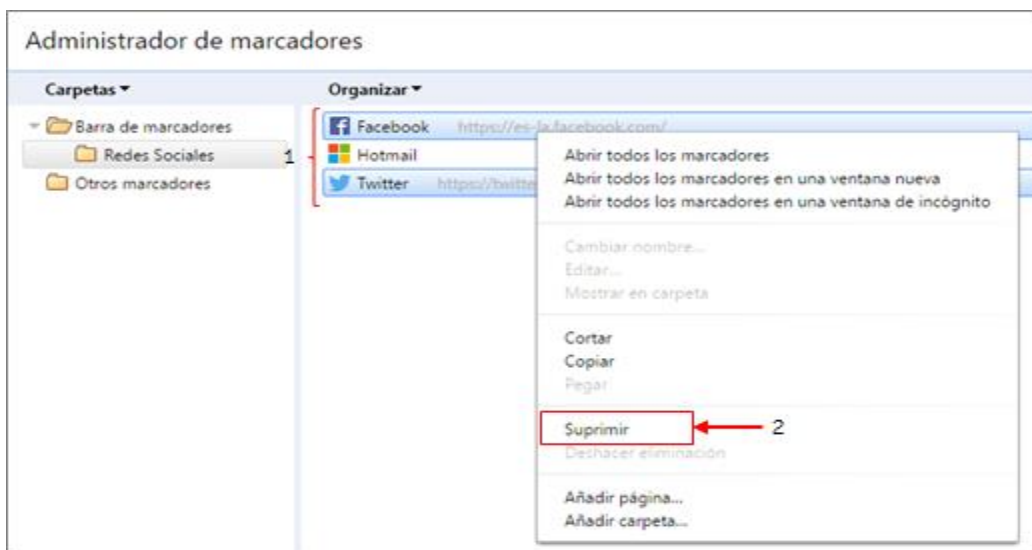 Administrador de marcadores
Carpetas
Organizar
Barra de marcadores
Redes Sociales
Otros marcadores
1
Facebook https://es-la.facebook.com/
Hotmail
Twitter https://twitte
Abrir todos los marcadores
Abrir todos los marcadores en una ventana nueva
Abrir todos los marcadores en una ventana de incógnito
Cambiar nombre...
Editar...
Mostrar en carpeta
Cortar
Copiar
Pegar
Suprimir
2
Deshacer eliminación
Añadir página...
Añadir carpeta...